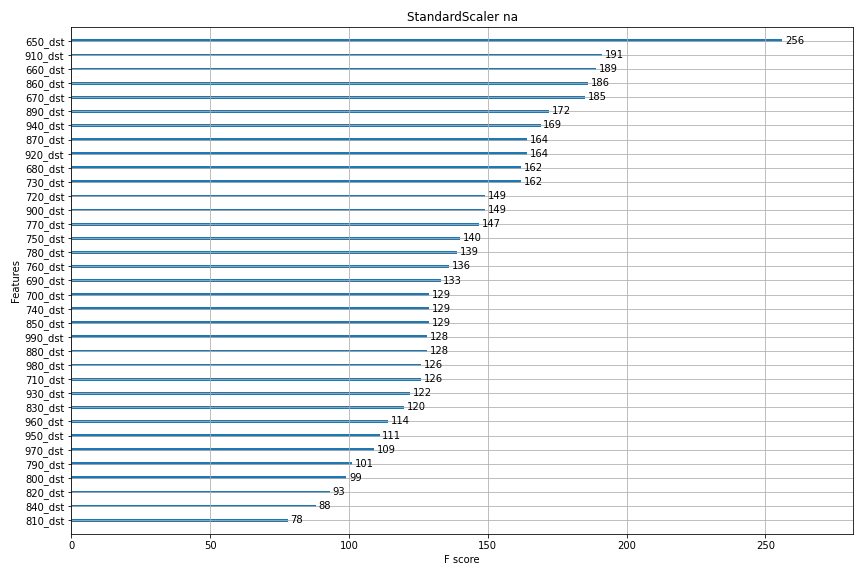 StandardScaler na
650_dst 256
910_dst 191
660_dst 189
860_dst 186
670_dst 185
890_dst 172
940_dst 169
870_dst 164
920_dst 164
680_dst 162
730_dst 162
720_dst 149
900_dst 149
770_dst 147
750_dst 140
780_dst 139
760_dst 136
690_dst 133
700_dst 129
740_dst 129
850_dst 129
990_dst 128
880_dst 128
980_dst 126
710_dst 126
930_dst 122
830_dst 120
960_dst 114
950_dst 111
970_dst 109
790_dst 101
800_dst 99
820_dst 93
840_dst 88
810_dst 78
Features
0 50 100 150 200 250
F score